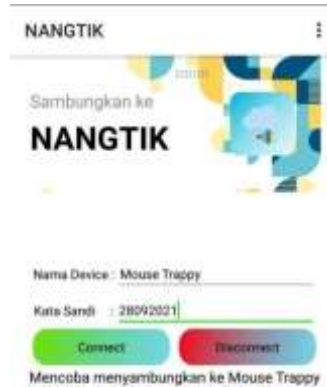 NANGTIK
Sambungkan ke
NANGTIK
Nama Device : Mouse Trappy
Kata Sandi : 28092021
Connect
Disconnect
Mencoba menyambungkan ke Mouse Trappy